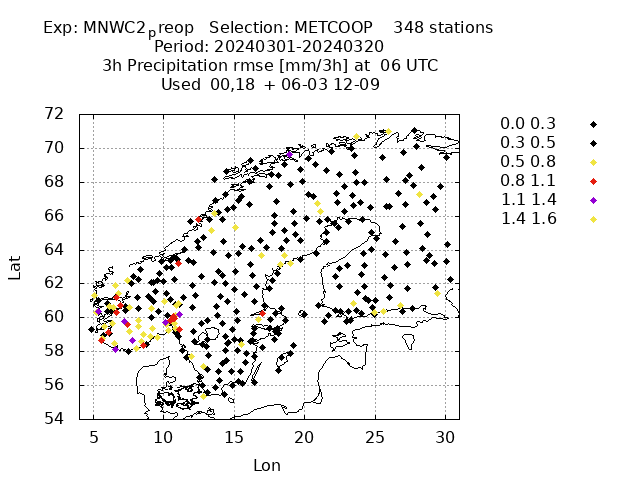 Exp: MNWC2preop Selection: METCOOP 348 stations
Period: 20240301-20240320
3h Precipitation rmse [mm/3h] at 06 UTC
Used 00,18 + 06-03 12-09
72
70
68
66
64
62
60
58
56
54
Lat
5 10 15 20 25 30
Lon
0.0 0.3
0.3 0.5
0.5 0.8
0.8 1.1
1.1 1.4
1.4 1.6